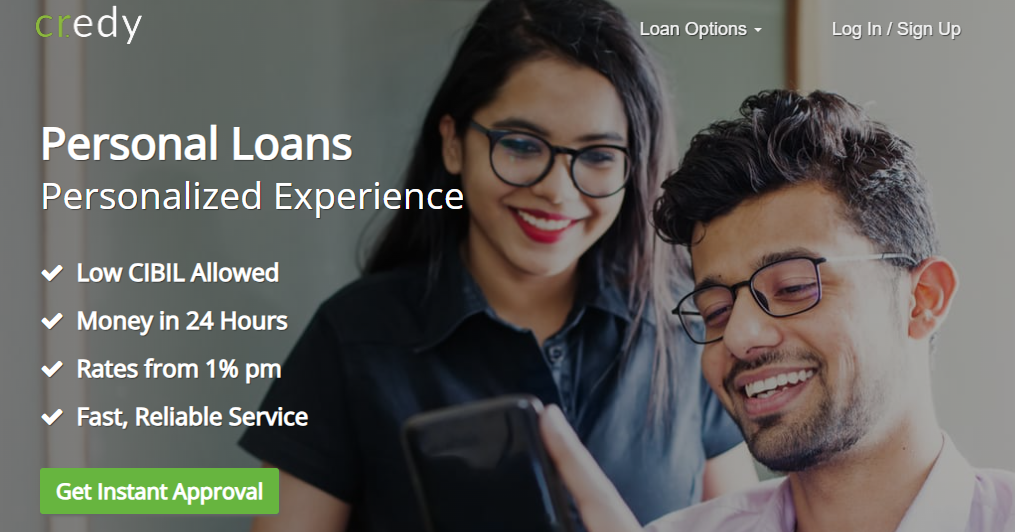 credy
Loan Options
Log In / Sign Up
Personal Loans
Personalized Experience
Low CIBIL Allowed
Money in 24 Hours
Rates from 1% pm
Fast, Reliable Service
Get Instant Approval